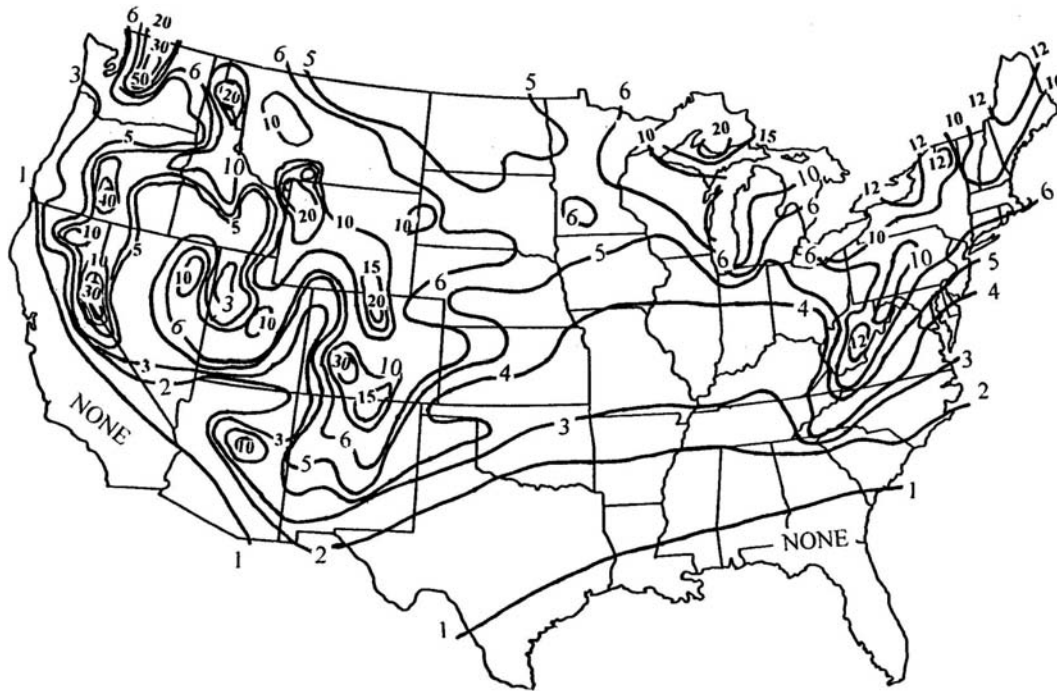 6 20
30 6 5 12
3 50 6 5 12 10
20 6 12
5 10 10 20 15 10
10 12 12
1 40 10 12 6
5 20 10 10 6 6
10 5 10 6 10
10 10 15 6 5 6 5
30 3 20 4 4
6 10 12
3 30 10 4 3
2 15 2
NONE 3
10 3 6
5
1
NONE
1 2
1